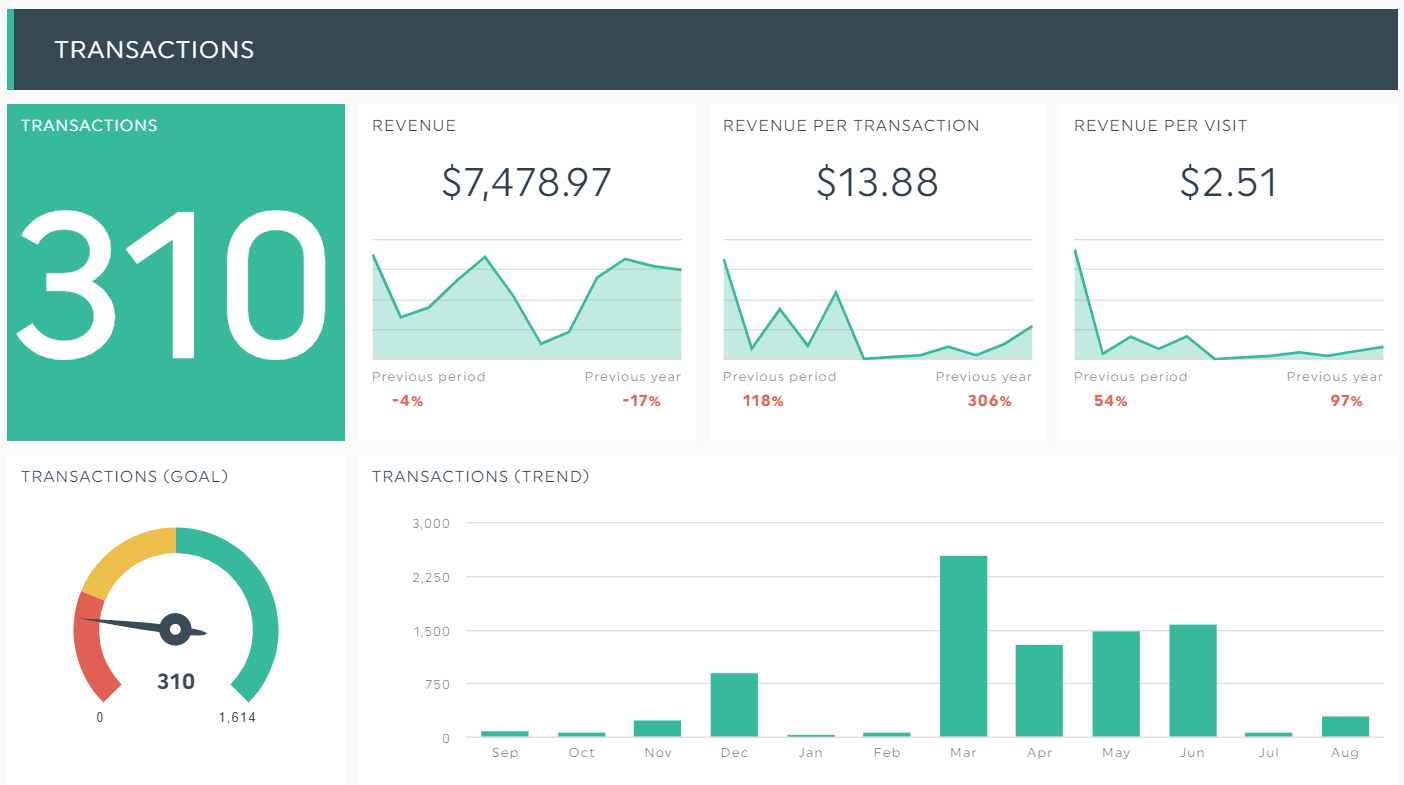 TRANSACTIONS
TRANSACTIONS
310
REVENUE
$7,478.97
Previous period Previous year
-4% -17%
REVENUE PER TRANSACTION
$13.88
Previous period Previous year
118% 306%
REVENUE PER VISIT
$2.51
Previous period Previous year
54% 97%
TRANSACTIONS (GOAL)
310
0 1,614
TRANSACTIONS (TREND)
3,000
2,250
1,500
750
0
Sep Oct Nov Dec Jan Feb Mar Apr May Jun Jul Aug